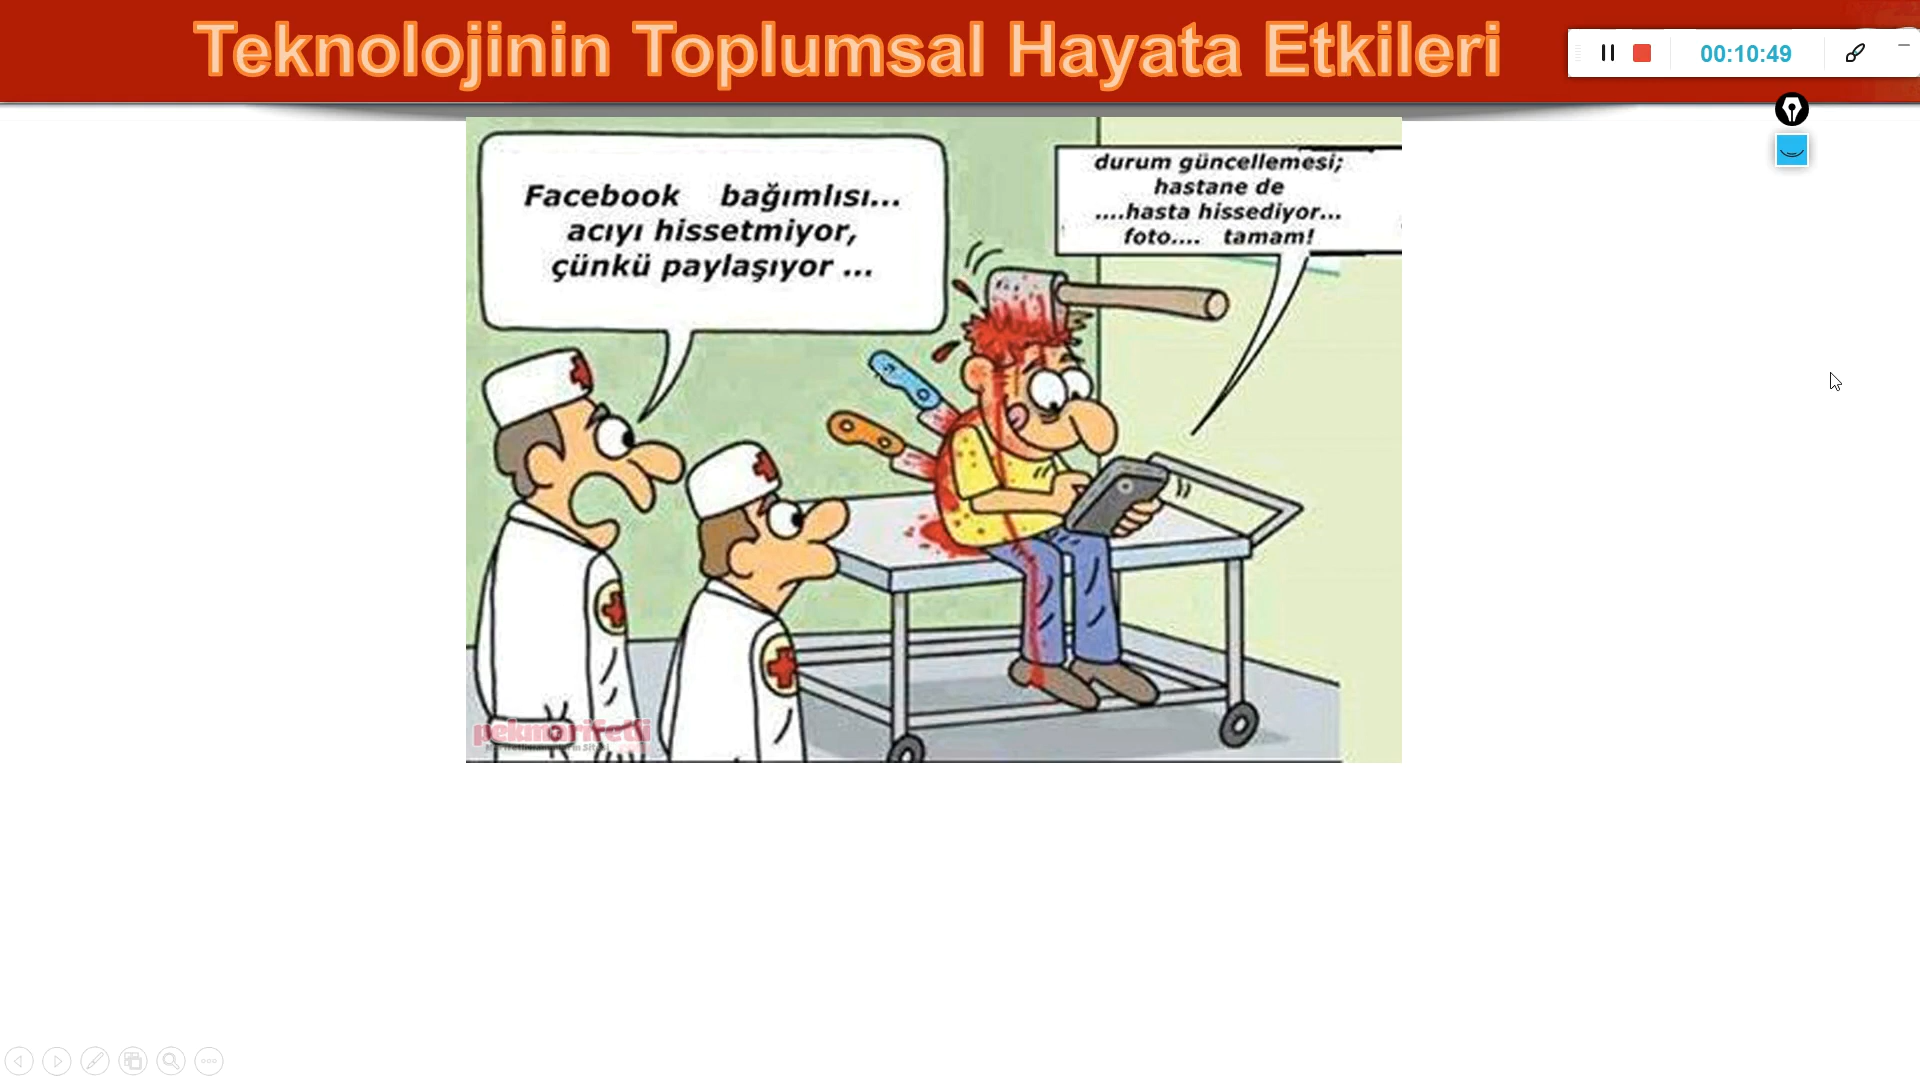 Teknolojinin Toplumsal Hayata Etkileri
00:10:49
Facebook bağımlısı...
acıyı hissetmiyor,
çünkü paylaşıyor ...
durum güncellemesi;
hastane de
....hasta hissediyor...
foto.... tamam!
pekmarifetli